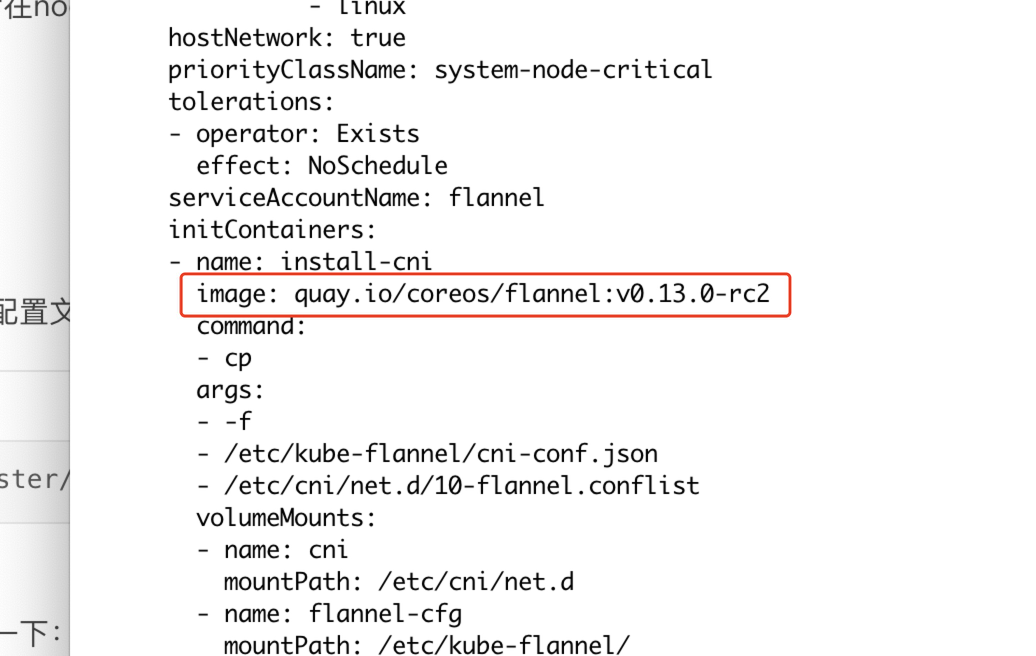 在no
- linux
hostNetwork: true
priorityClassName: system-node-critical
tolerations:
- operator: Exists
effect: NoSchedule
serviceAccountName: flannel
initContainers:
- name: install-cni
image: quay.io/coreos/flannel:v0.13.0-rc2
配置文
command:
- cp
args:
- -f
- /etc/kube-flannel/cni-conf.json
ster/
- /etc/cni/net.d/10-flannel.conflist
volumeMounts:
- name: cni
mountPath: /etc/cni/net.d
- name: flannel-cfg
一下：
mountPath: /etc/kube-flannel/